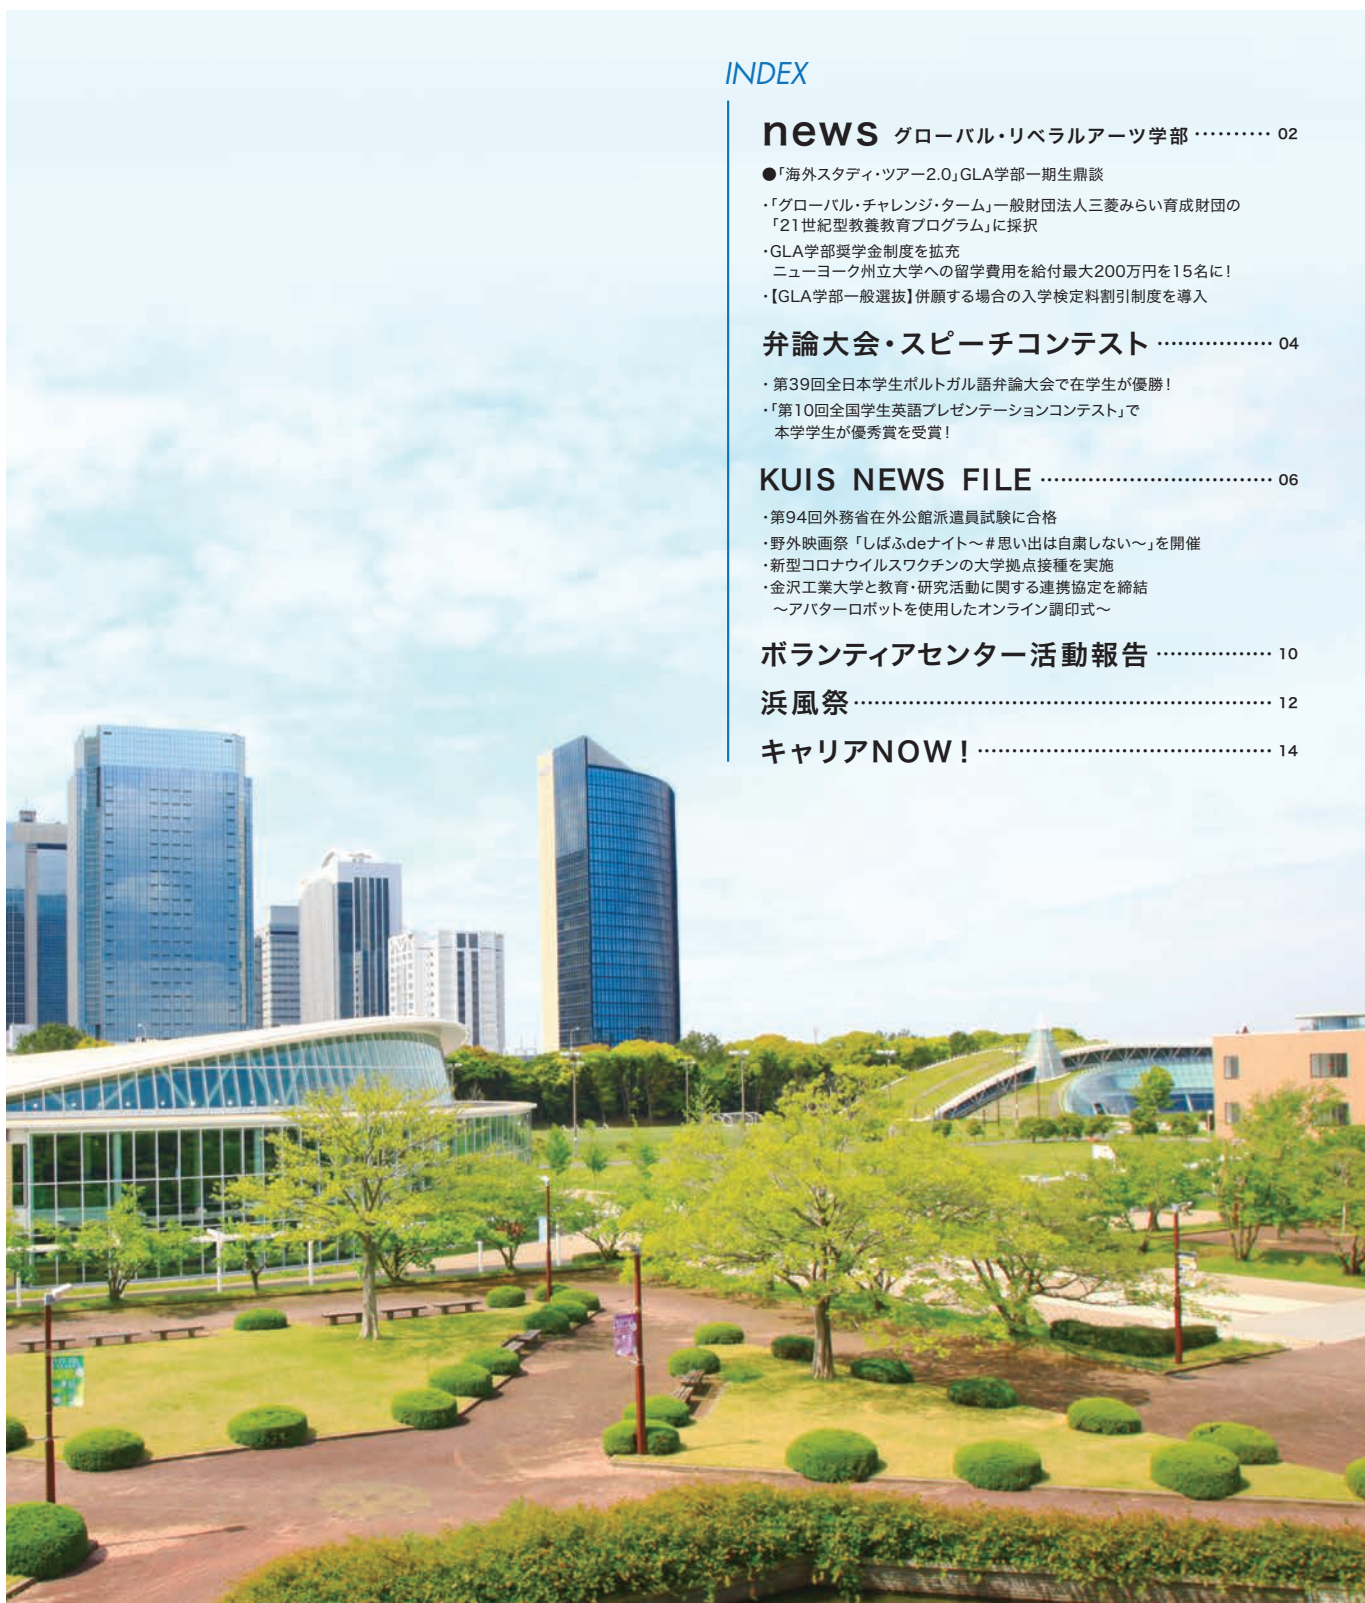 INDEX
news グローバル・リベラルアーツ学部 ·········· 02
●「海外スタディ・ツアー2.0」GLA学部一期生鼎談
・「グローバル・チャレンジ・ターム」一般財団法人三菱みらい育成財団の
「21世紀型教養教育プログラム」に採択
・GLA学部奨学金制度を拡充
ニューヨーク州立大学への留学費用を給付最大200万円を15名に！
・【GLA学部一般選抜】併願する場合の入学検定料割引制度を導入
弁論大会・スピーチコンテスト ················· 04
・第39回全日本学生ポルトガル語弁論大会で在学生が優勝！
・「第10回全国学生英語プレゼンテーションコンテスト」で
本学学生が優秀賞を受賞！
KUIS NEWS FILE ·································· 06
・第94回外務省在外公館派遣員試験に合格
・野外映画祭「しばふdeナイト～＃思い出は自粛しない～」を開催
・新型コロナウイルスワクチンの大学拠点接種を実施
・金沢工業大学と教育・研究活動に関する連携協定を締結
～アバターロボットを使用したオンライン調印式～
ボランティアセンター活動報告 ················· 10
浜風祭 ····························································· 12
キャリアNOW！ ··········································· 14